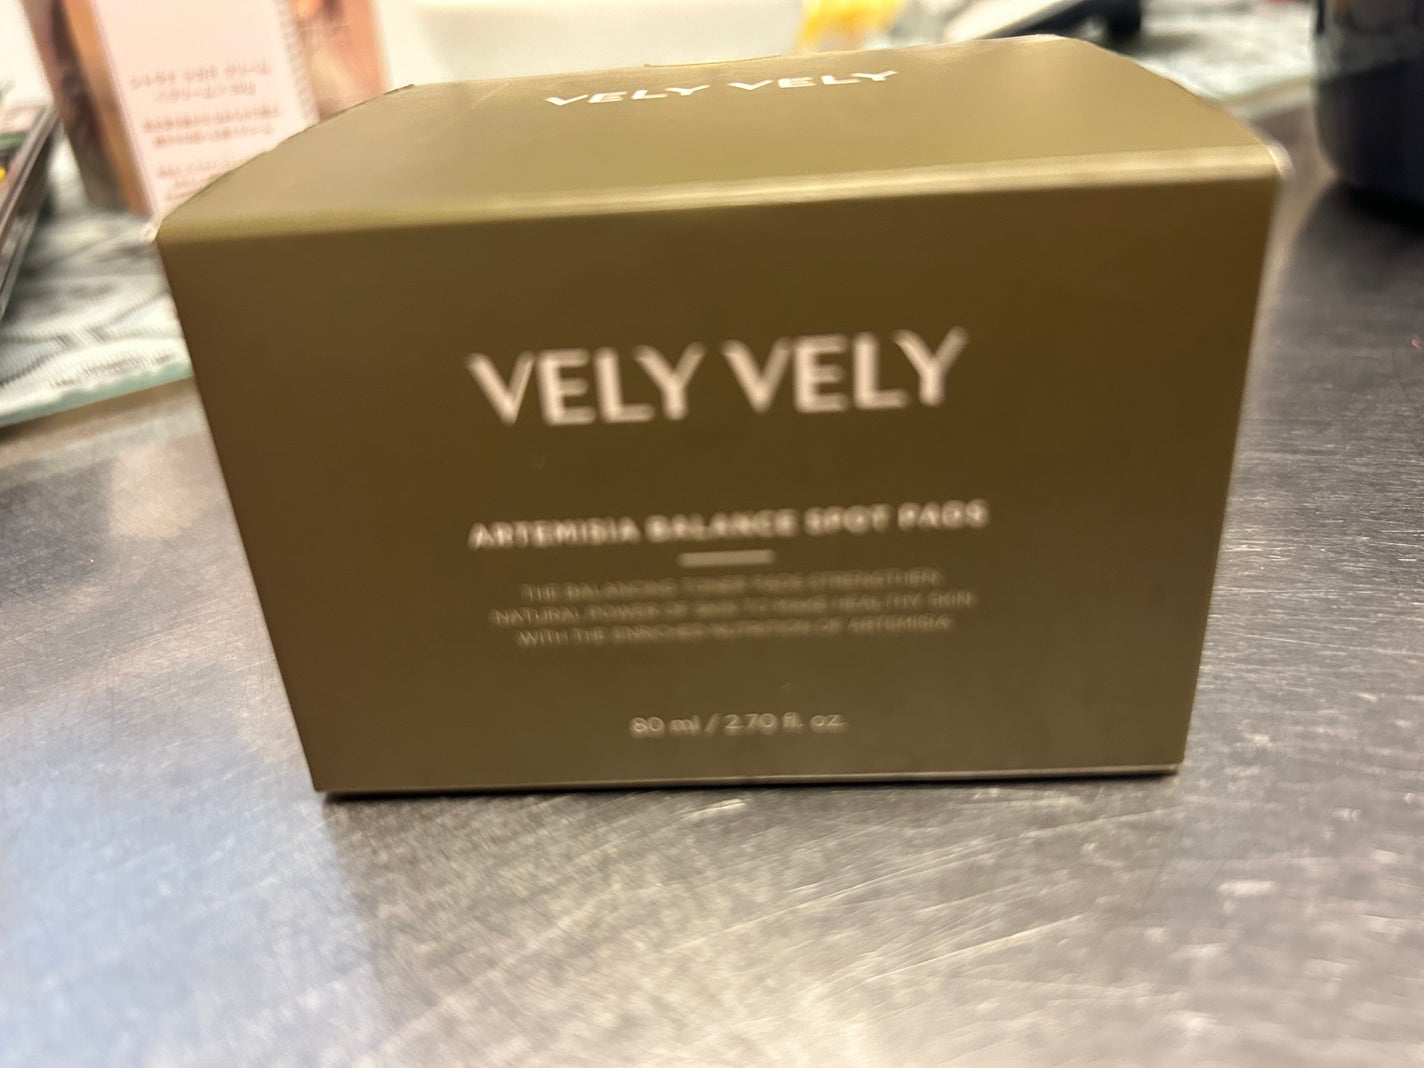 VELY VELY
VELY VELY
ARTEMISIA BALANCE SPOT PADS
THE BALANCING TONER PADS STRENGTHEN
NATURAL POWER OF SKIN TO MAKE HEALTHY SKIN
WITH THE ENRICHED NUTRITION OF ARTEMISIA
80 ml / 2.70 fl. oz.